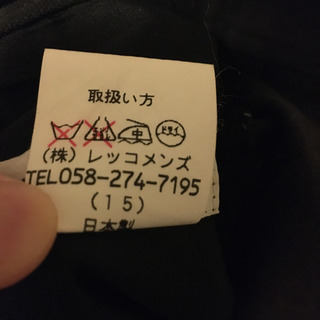 取扱い方
中 ドライ
(株)レッコメンズ
TEL058-274-7195
(15)
日本製